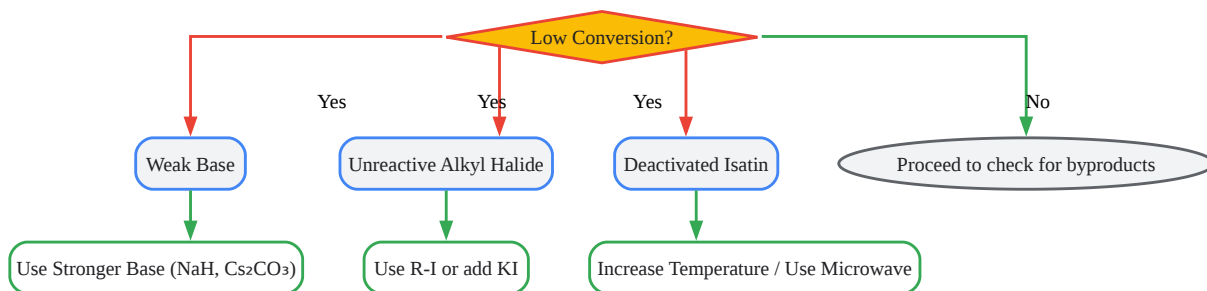 Low Conversion?
Yes
Yes
Yes
No
Weak Base
Unreactive Alkyl Halide
Deactivated Isatin
Proceed to check for byproducts
Use Stronger Base (NaH, Cs₂CO₃)
Use R-I or add KI
Increase Temperature / Use Microwave